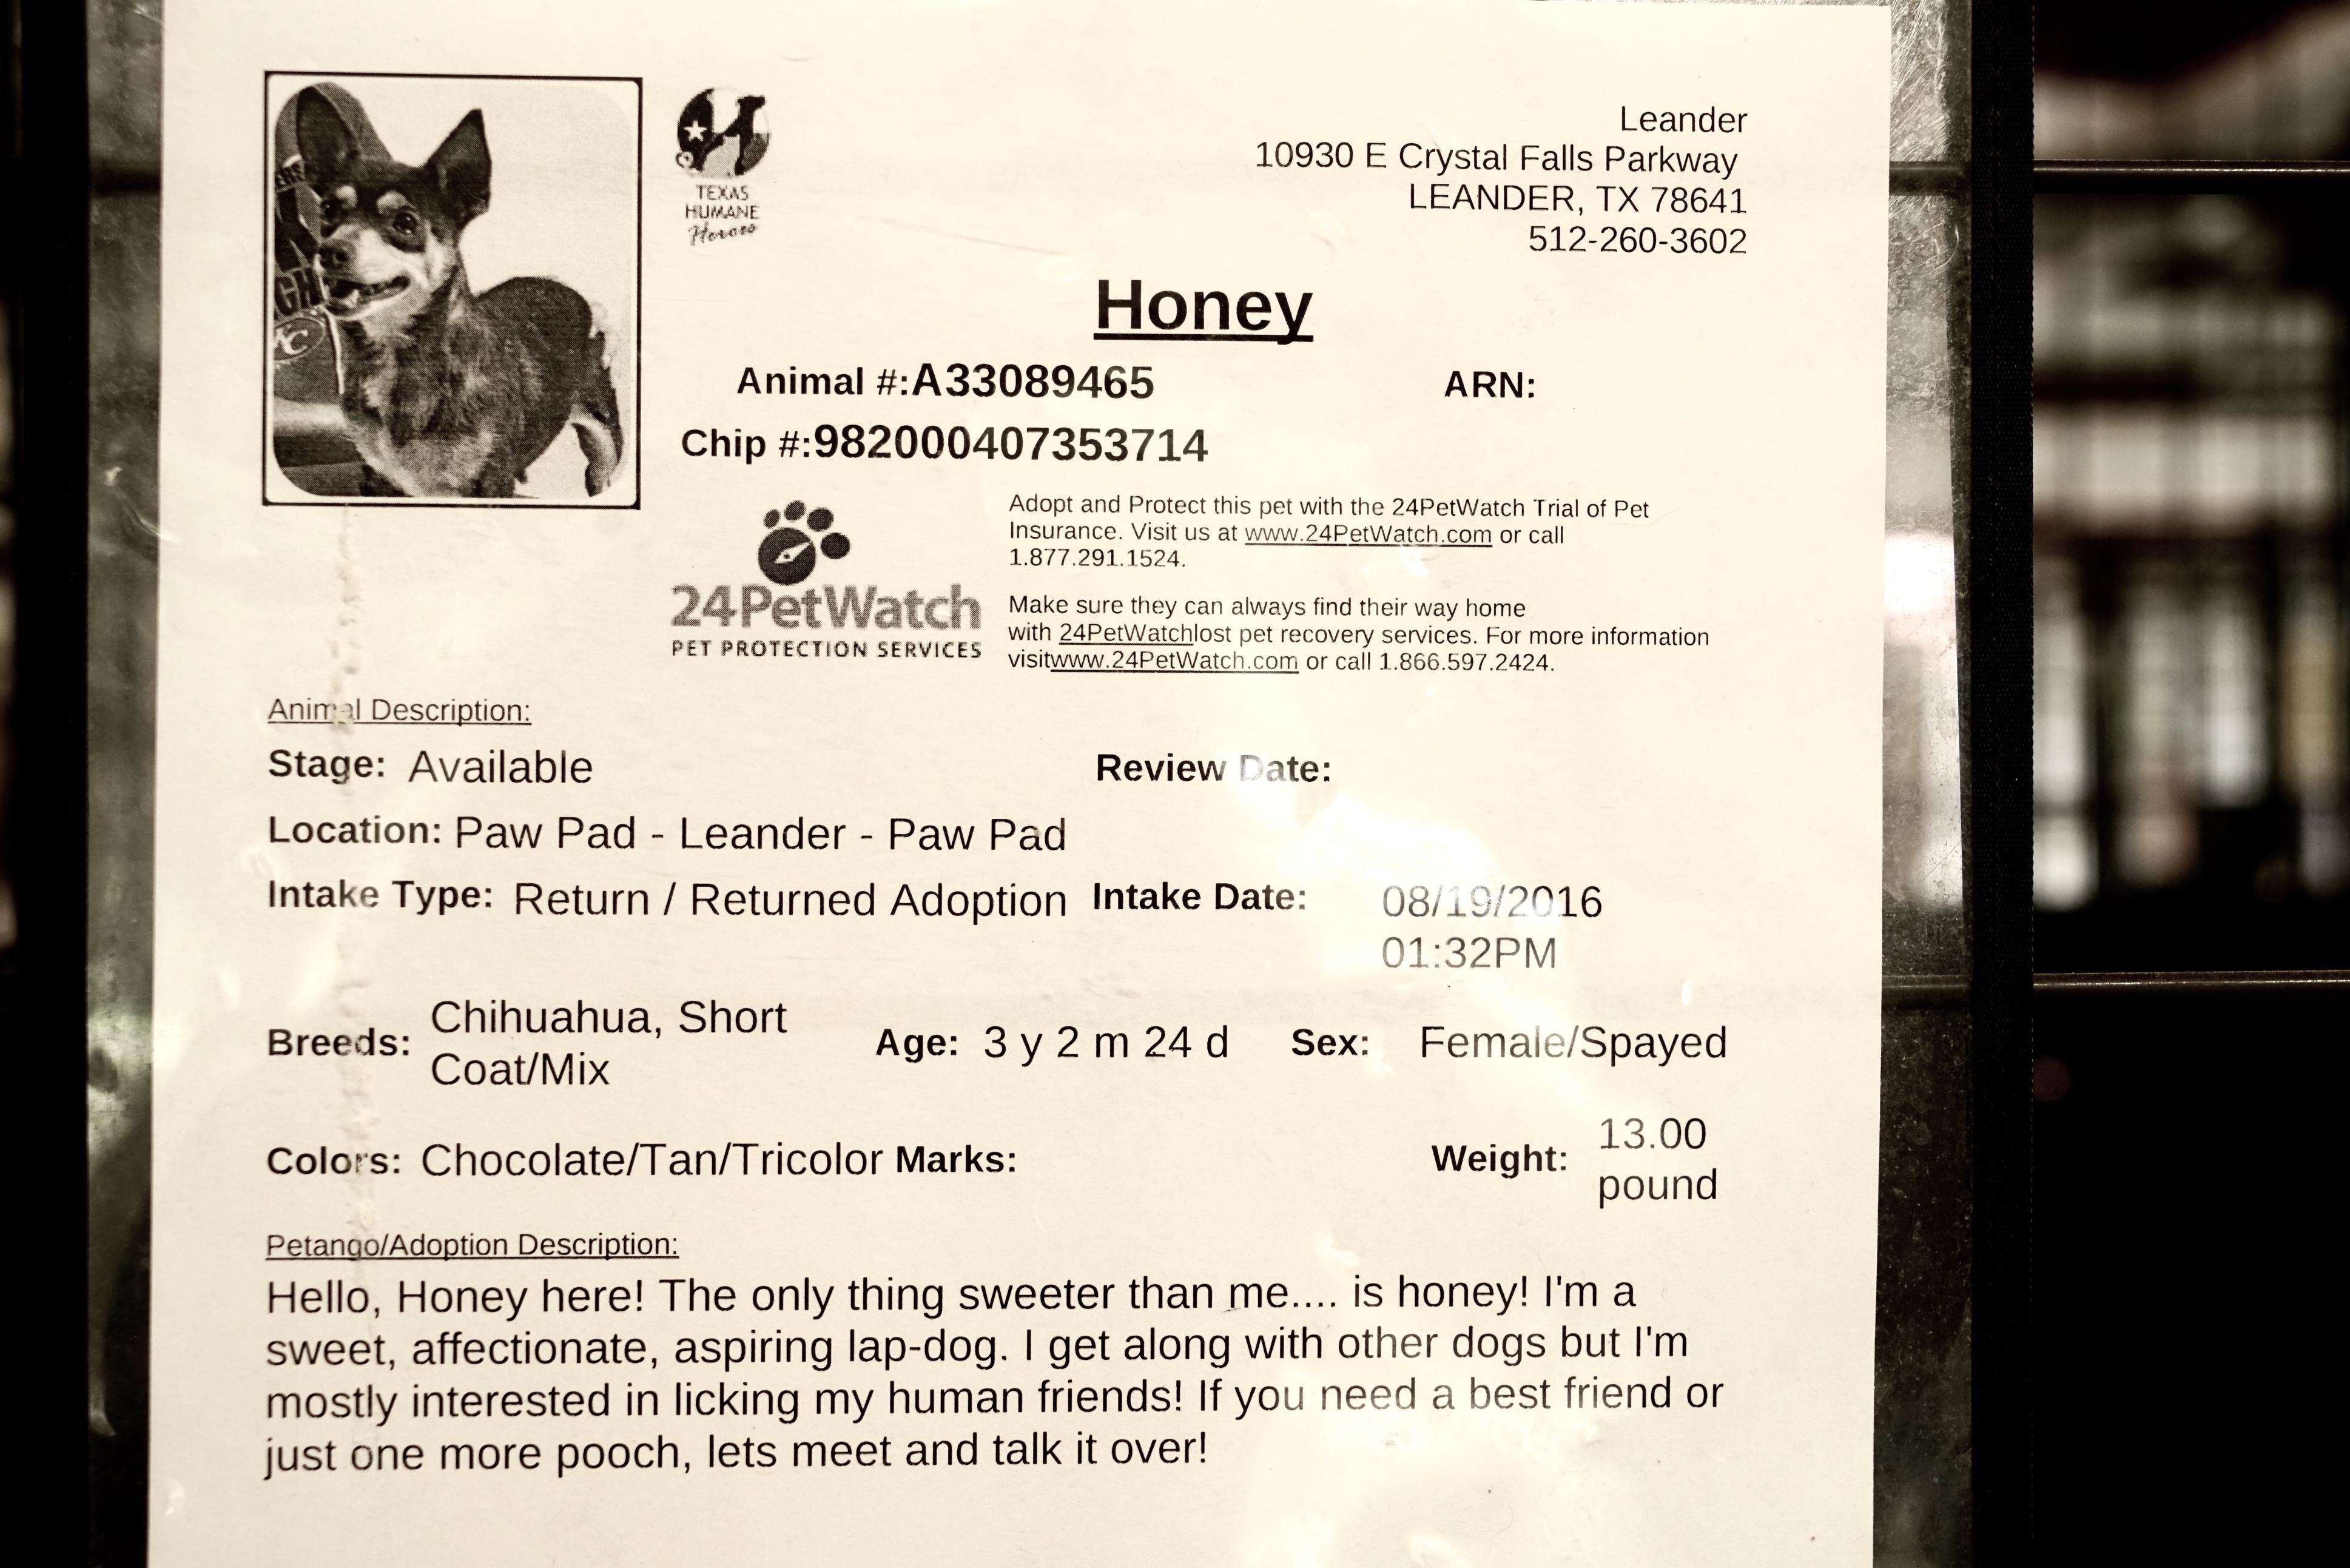 TEXAS
HUMANE
Heroes
Leander
10930 E Crystal Falls Parkway
LEANDER, TX 78641
512-260-3602
Honey
Animal #:A33089465 ARN:
Chip #:982000407353714
24PetWatch
PET PROTECTION SERVICES
Adopt and Protect this pet with the 24PetWatch Trial of Pet
Insurance. Visit us at www.24PetWatch.com or call
1.877.291.1524.
Make sure they can always find their way home
with 24PetWatchlost pet recovery services. For more information
visitwww.24PetWatch.com or call 1.866.597.2424.
Animal Description:
Stage: Available Review Date:
Location: Paw Pad - Leander - Paw Pad
Intake Type: Return / Returned Adoption Intake Date: 08/19/2016
01:32PM
Breeds: Chihuahua, Short
Coat/Mix
Age: 3 y 2 m 24 d Sex: Female/Spayed
Colors: Chocolate/Tan/Tricolor Marks: Weight: 13.00
pound
Petango/Adoption Description:
Hello, Honey here! The only thing sweeter than me.... is honey! I'm a
sweet, affectionate, aspiring lap-dog. I get along with other dogs but I'm
mostly interested in licking my human friends! If you need a best friend or
just one more pooch, lets meet and talk it over!